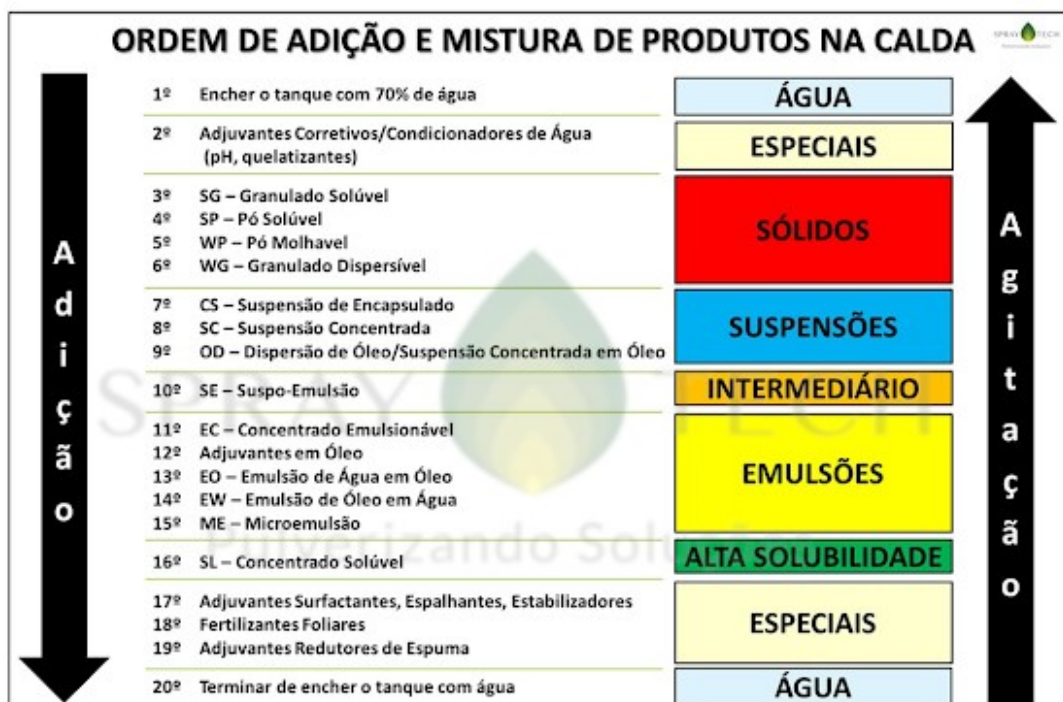 ORDEM DE ADIÇÃO E MISTURA DE PRODUTOS NA CALDA
SPRAY TECH
Adição
1º Encher o tanque com 70% de água
ÁGUA
2º Adjuvantes Corretivos/Condicionadores de Água
(pH, quelatizantes)
ESPECIAIS
3º SG – Granulado Solúvel
4º SP – Pó Solúvel
5º WP – Pó Molhavel
6º WG – Granulado Dispersível
SÓLIDOS
7º CS – Suspensão de Encapsulado
8º SC – Suspensão Concentrada
9º OD – Dispersão de Óleo/Suspensão Concentrada em Óleo
SUSPENSÕES
10º SE – Suspo-Emulsão
INTERMEDIÁRIO
11º EC – Concentrado Emulsionável
12º Adjuvantes em Óleo
13º EO – Emulsão de Água em Óleo
14º EW – Emulsão de Óleo em Água
15º ME – Microemulsão
EMULSÕES
16º SL – Concentrado Solúvel
ALTA SOLUBILIDADE
17º Adjuvantes Surfactantes, Espalhantes, Estabilizadores
18º Fertilizantes Foliares
19º Adjuvantes Redutores de Espuma
ESPECIAIS
20º Terminar de encher o tanque com água
ÁGUA
Agitação
SPRAY TECH
Pulverizando